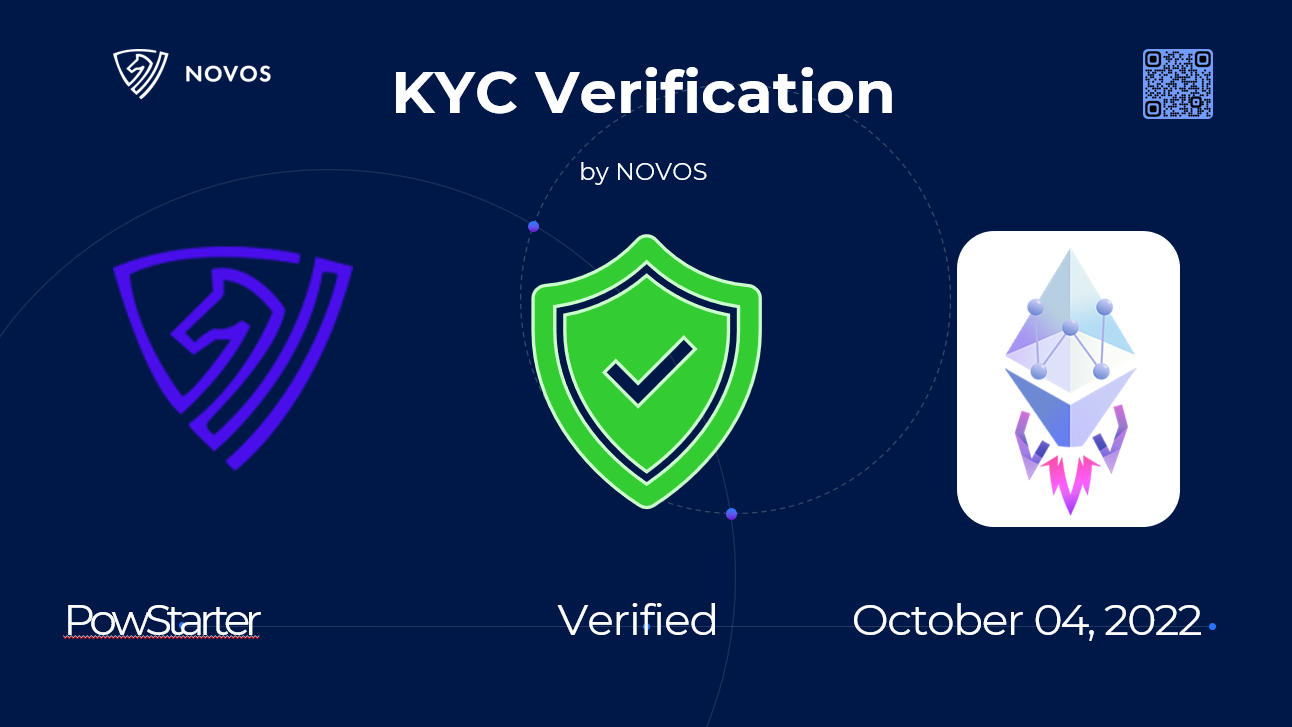 NOVOS
KYC Verification
by NOVOS
PowStarter
Verified
October 04, 2022